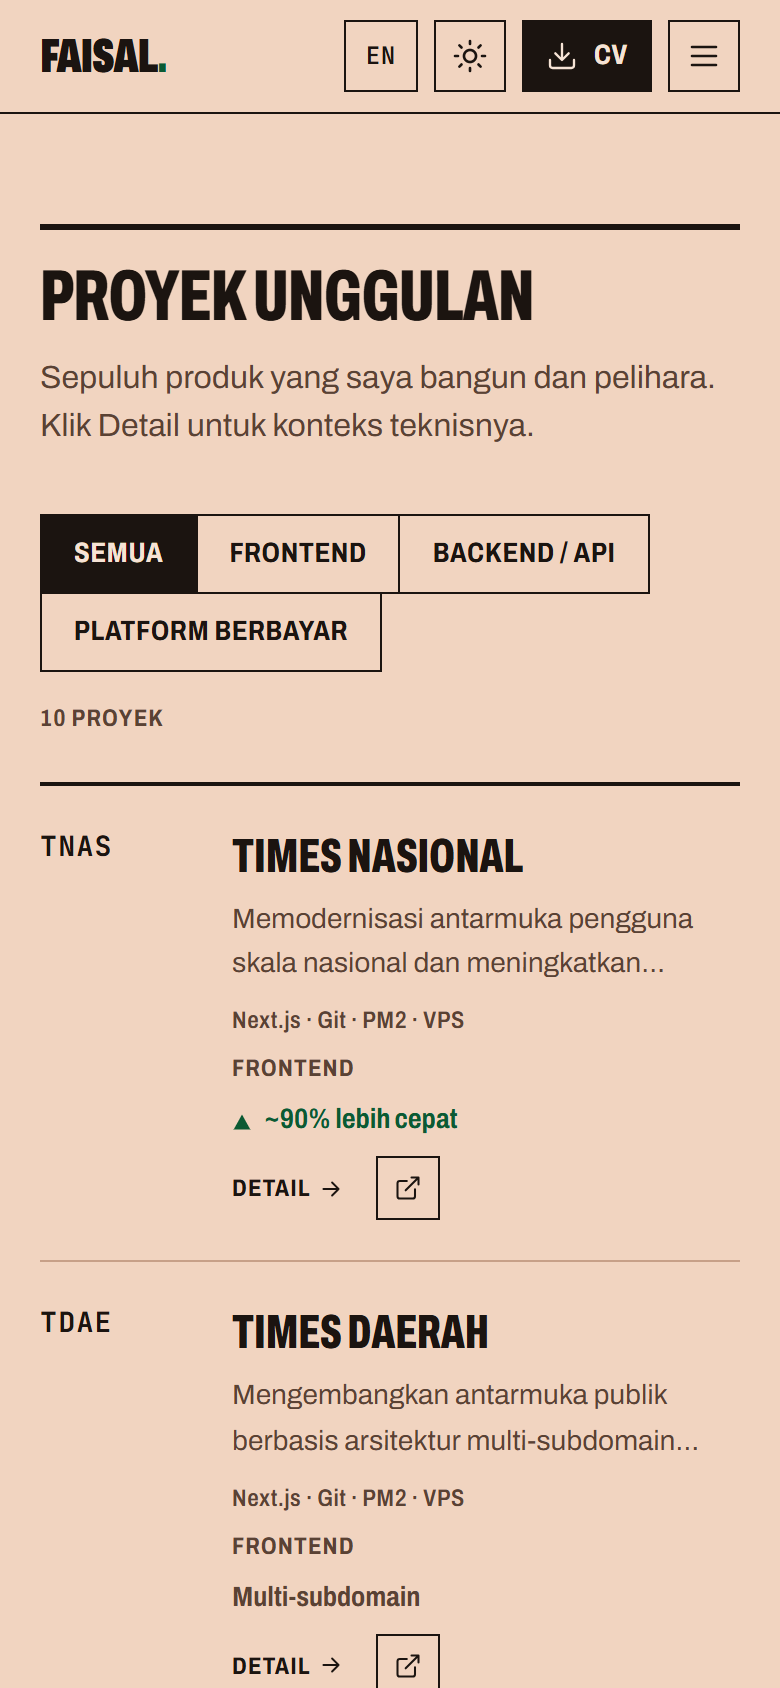 FAISAL.
EN
CV
PROYEK UNGGULAN
Sepuluh produk yang saya bangun dan pelihara.
Klik Detail untuk konteks teknisnya.
SEMUA
FRONTEND
BACKEND / API
PLATFORM BERBAYAR
10 PROYEK
TNAS
TIMES NASIONAL
Memodernisasi antarmuka pengguna
skala nasional dan meningkatkan...
Next.js · Git · PM2 · VPS
FRONTEND
▲ ~90% lebih cepat
DETAIL →
TDAE
TIMES DAERAH
Mengembangkan antarmuka publik
berbasis arsitektur multi-subdomain...
Next.js · Git · PM2 · VPS
FRONTEND
Multi-subdomain
DETAIL →